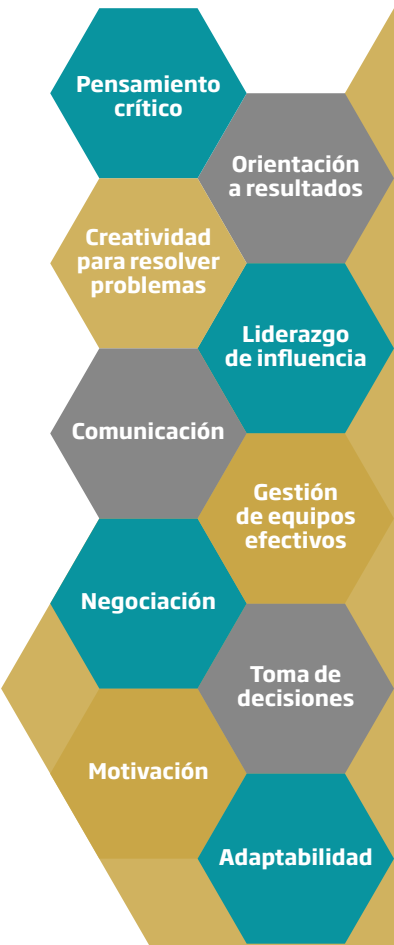 Pensamiento
crítico
Orientación
a resultados
Creatividad
para resolver
problemas
Liderazgo
de influencia
Comunicación
Gestión
de equipos
efectivos
Negociación
Toma de
decisiones
Motivación
Adaptabilidad